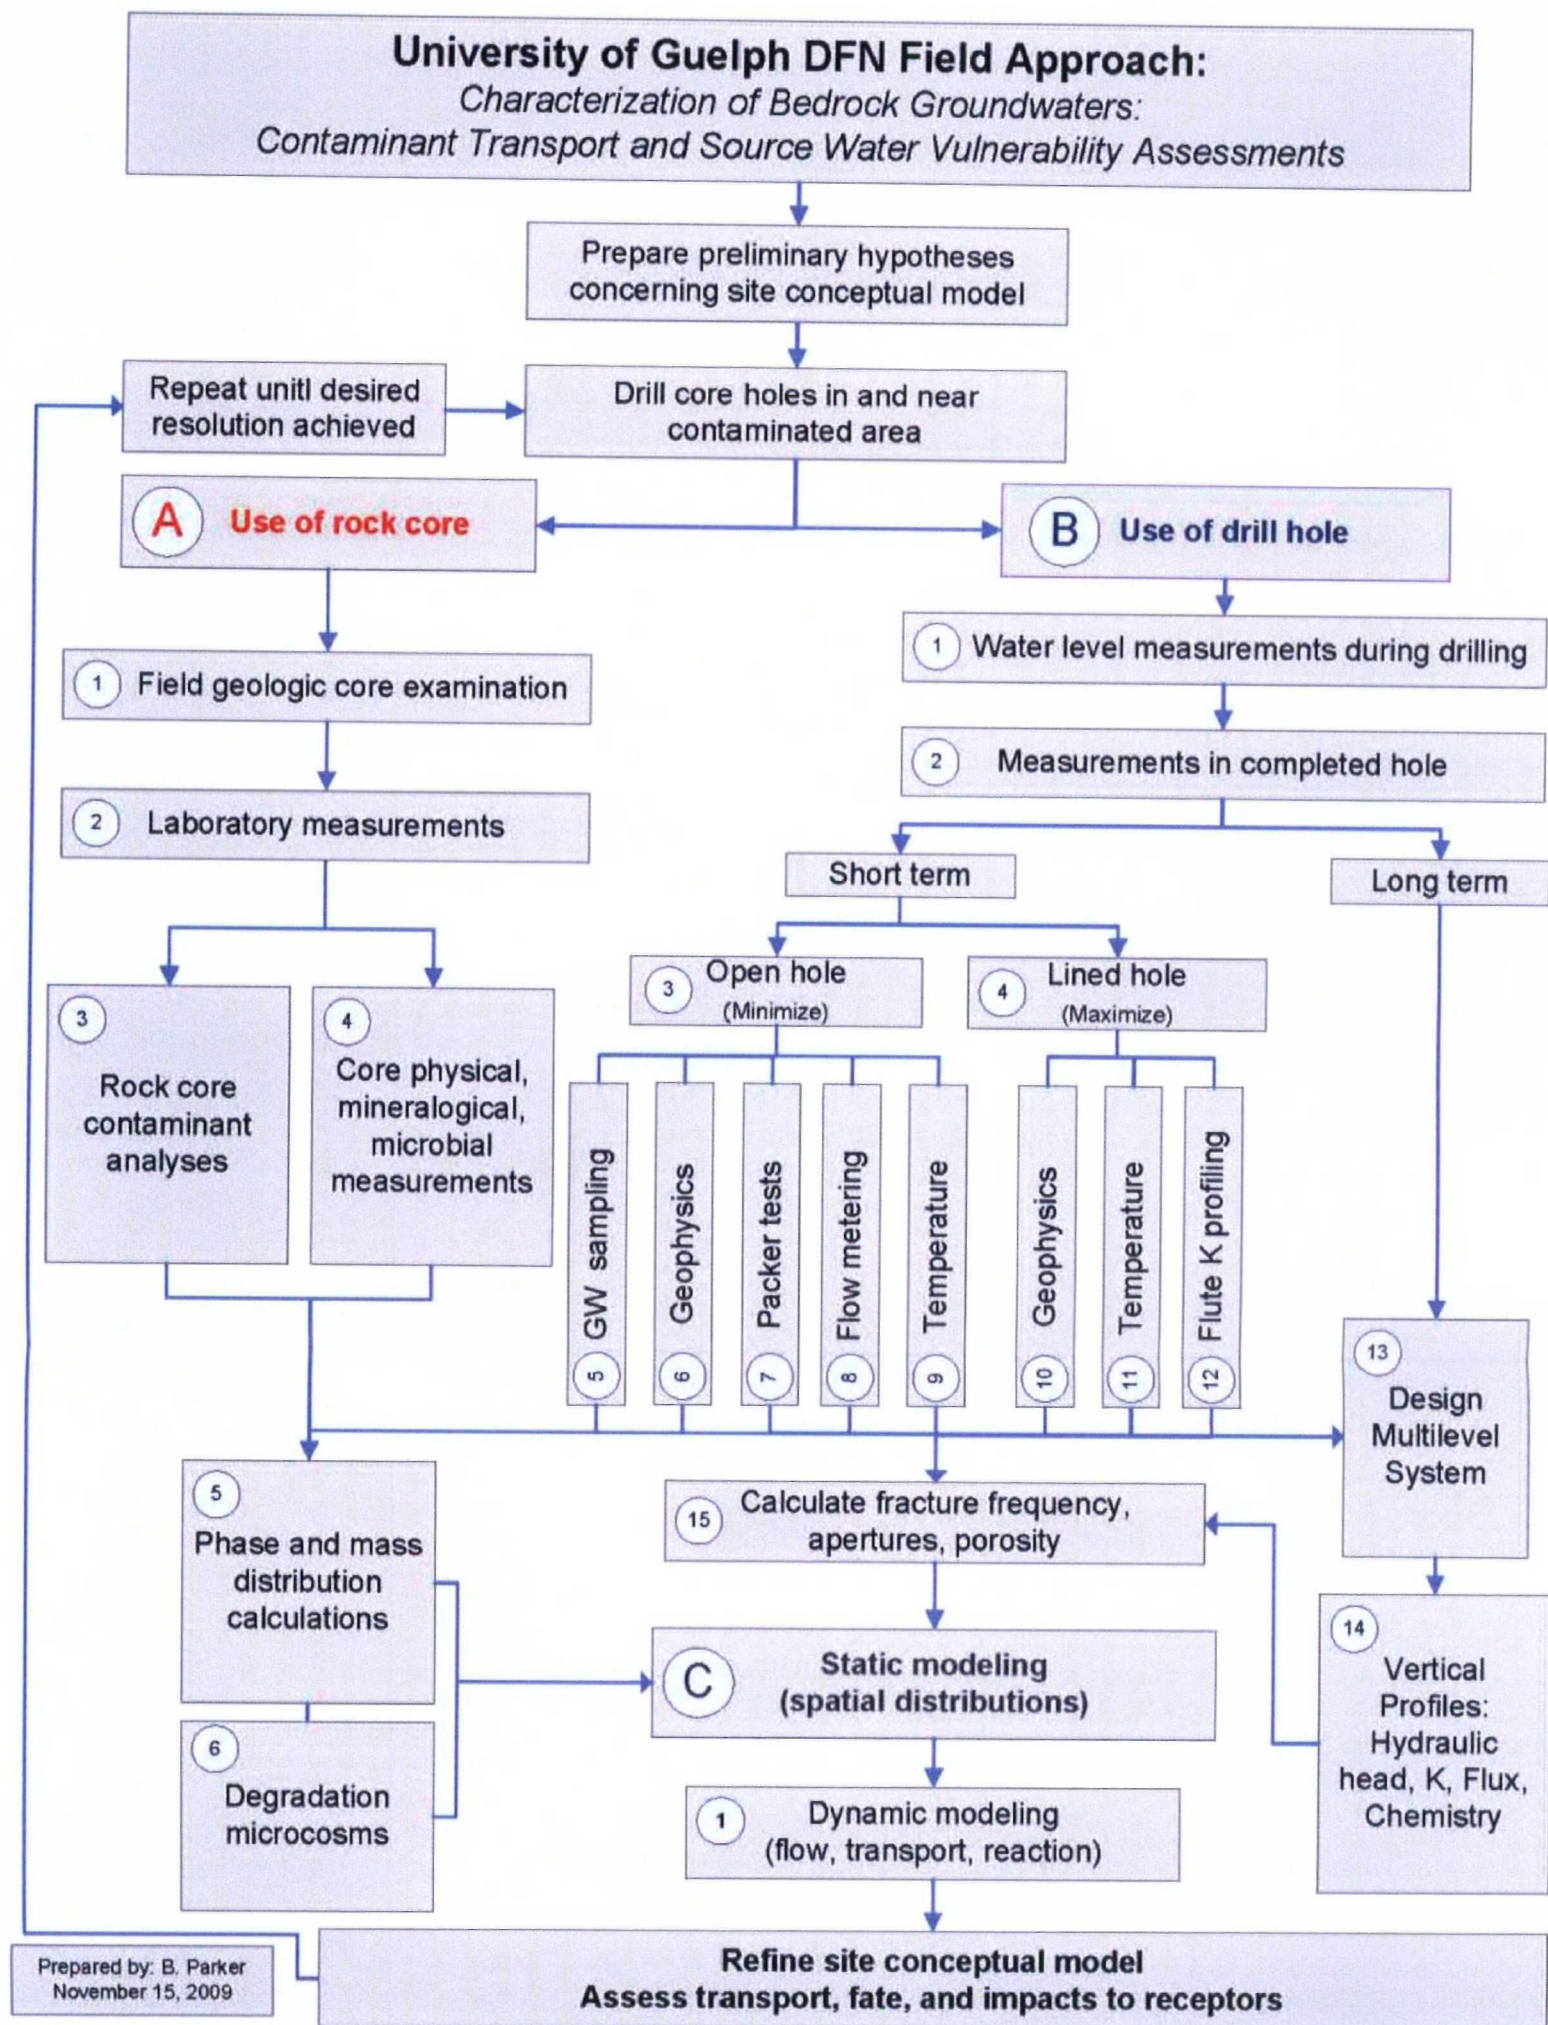 University of Guelph DFN Field Approach:
Characterization of Bedrock Groundwaters:
Contaminant Transport and Source Water Vulnerability Assessments
Prepare preliminary hypotheses
concerning site conceptual model
Repeat unitl desired
resolution achieved
Drill core holes in and near
contaminated area
A Use of rock core
B Use of drill hole
1 Field geologic core examination
2 Laboratory measurements
1 Water level measurements during drilling
2 Measurements in completed hole
Short term
Long term
3 Open hole
(Minimize)
4 Lined hole
(Maximize)
3
Rock core
contaminant
analyses
4
Core physical,
mineralogical,
microbial
measurements
5 GW sampling
6 Geophysics
7 Packer tests
8 Flow metering
9 Temperature
10 Geophysics
11 Temperature
12 Flute K profiling
13
Design
Multilevel
System
5
Phase and mass
distribution
calculations
6
Degradation
microcosms
15 Calculate fracture frequency,
apertures, porosity
C Static modeling
(spatial distributions)
1 Dynamic modeling
(flow, transport, reaction)
14
Vertical
Profiles:
Hydraulic
head, K, Flux,
Chemistry
Prepared by: B. Parker
November 15, 2009
Refine site conceptual model
Assess transport, fate, and impacts to receptors